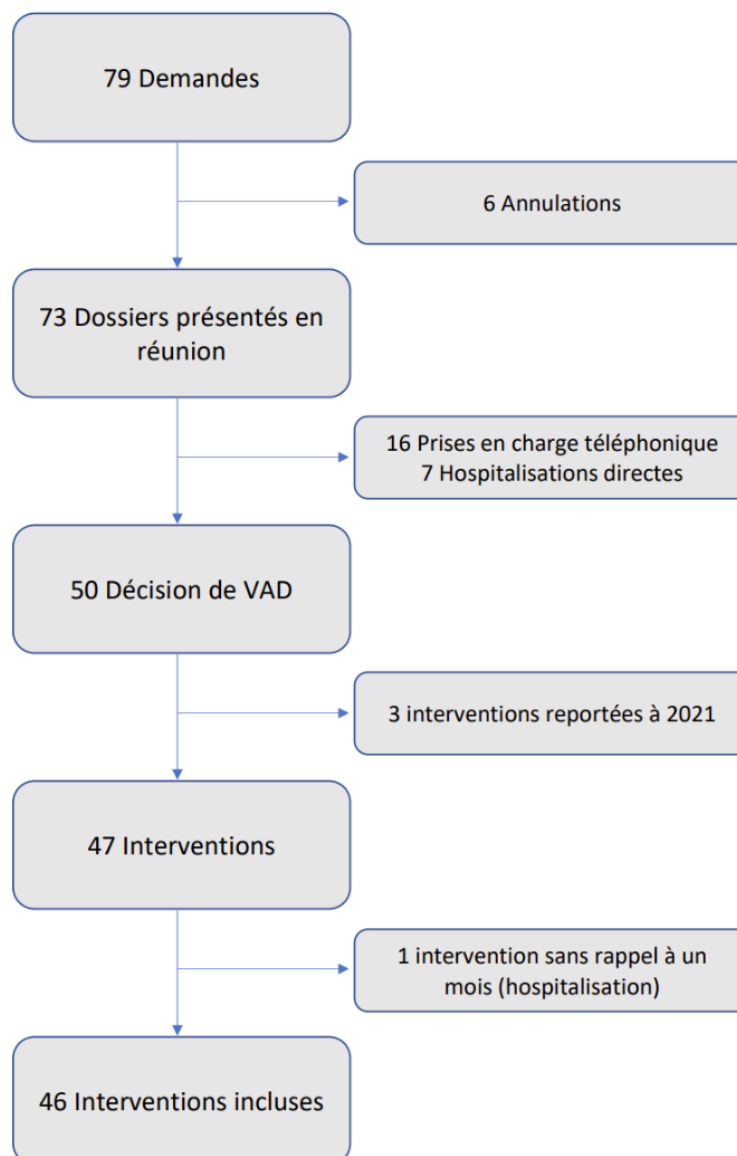 79 Demandes
6 Annulations
73 Dossiers présentés en
réunion
16 Prises en charge téléphonique
7 Hospitalisations directes
50 Décision de VAD
3 interventions reportées à 2021
47 Interventions
1 intervention sans rappel à un
mois (hospitalisation)
46 Interventions incluses